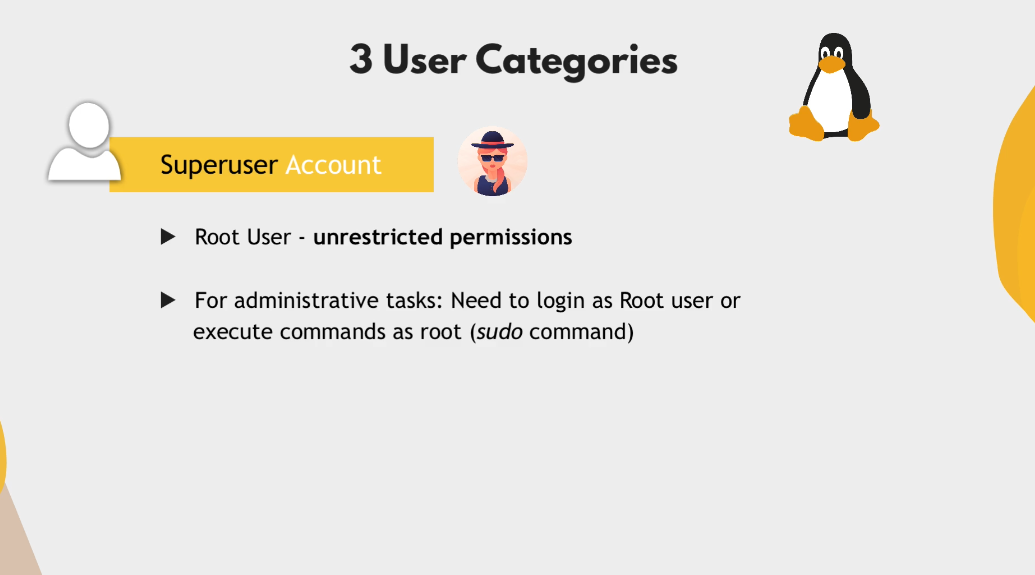 3 User Categories
Superuser Account
Root User - unrestricted permissions
For administrative tasks: Need to login as Root user or
execute commands as root (sudo command)